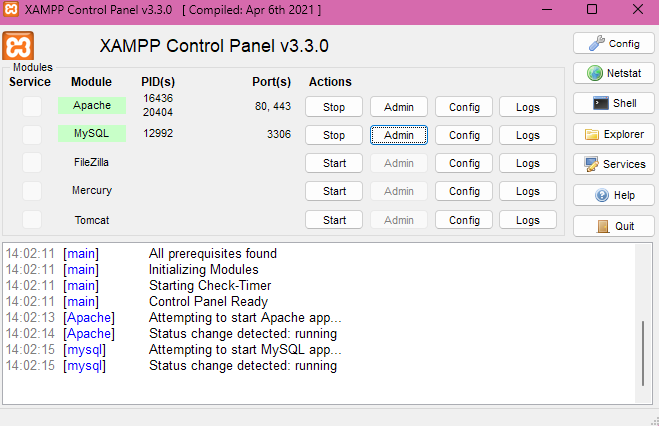 XAMPP Control Panel v3.3.0 [ Compiled: Apr 6th 2021 ]
XAMPP Control Panel v3.3.0
Config
Modules
Service Module PID(s) Port(s) Actions
Netstat
Apache 16436 20404 80, 443 Stop Admin Config Logs
Shell
MySQL 12992 3306 Stop Admin Config Logs
Explorer
FileZilla Start Admin Config Logs
Services
Mercury Start Admin Config Logs
Help
Tomcat Start Admin Config Logs
Quit
14:02:11 [main] All prerequisites found
14:02:11 [main] Initializing Modules
14:02:11 [main] Starting Check-Timer
14:02:11 [main] Control Panel Ready
14:02:13 [Apache] Attempting to start Apache app...
14:02:14 [Apache] Status change detected: running
14:02:15 [mysql] Attempting to start MySQL app...
14:02:15 [mysql] Status change detected: running